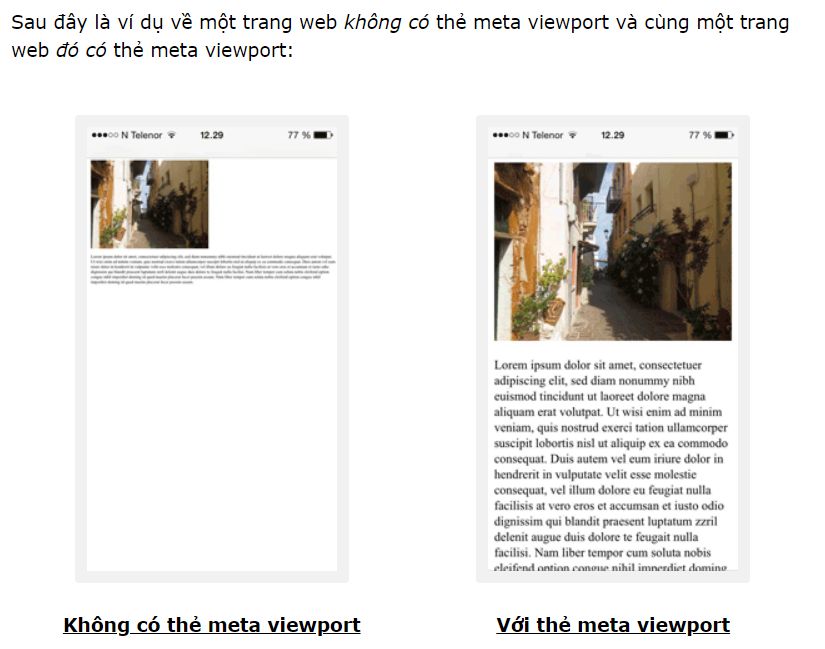 Sau đây là ví dụ về một trang web không có thẻ meta viewport và cùng một trang
web đó có thẻ meta viewport:
N Telenor 12.29 77 %
N Telenor 12.29 77 %
Lorem ipsum dolor sit amet, consectetuer
adipiscing elit, sed diam nonummy nibh
euismod tincidunt ut laoreet dolore magna
aliquam erat volutpat. Ut wisi enim ad minim
veniam, quis nostrud exerci tation ullamcorper
suscipit lobortis nisl ut aliquip ex ea commodo
consequat. Duis autem vel eum iriure dolor in
hendrerit in vulputate velit esse molestie
consequat, vel illum dolore eu feugiat nulla
facilisis at vero eros et accumsan et iusto odio
dignissim qui blandit praesent luptatum zzril
delenit augue duis dolore te feugait nulla
facilisi. Nam liber tempor cum soluta nobis
eleifend option congue nihil imperdiet doming
Không có thẻ meta viewport
Với thẻ meta viewport